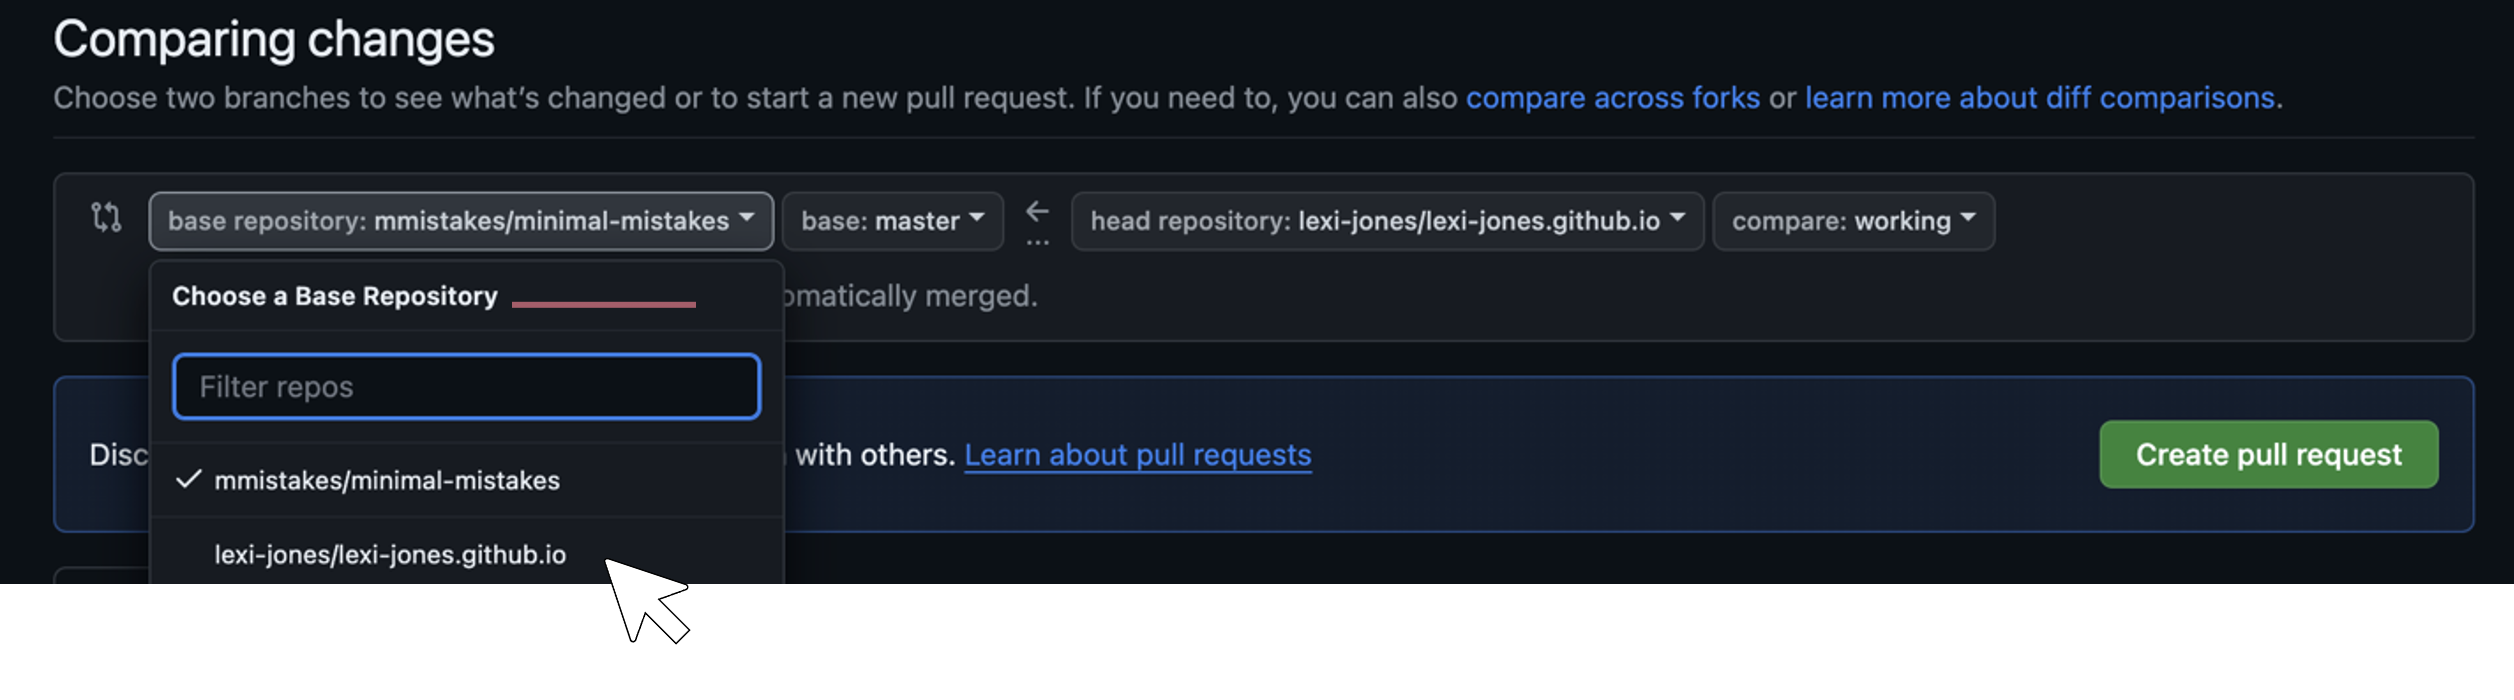 Comparing changes
Choose two branches to see what's changed or to start a new pull request. If you need to, you can also compare across forks or learn more about diff comparisons.
base repository: mmistakes/minimal-mistakes base: master ← ... head repository: lexi-jones/lexi-jones.github.io compare: working
Choose a Base Repository
omatically merged.
Filter repos
Disc with others. Learn about pull requests Create pull request
mmistakes/minimal-mistakes
lexi-jones/lexi-jones.github.io